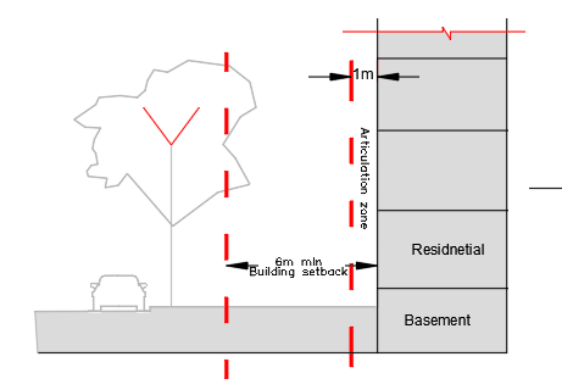 1m
Articulation zone
6m min
Building setback
Residnetial
Basement